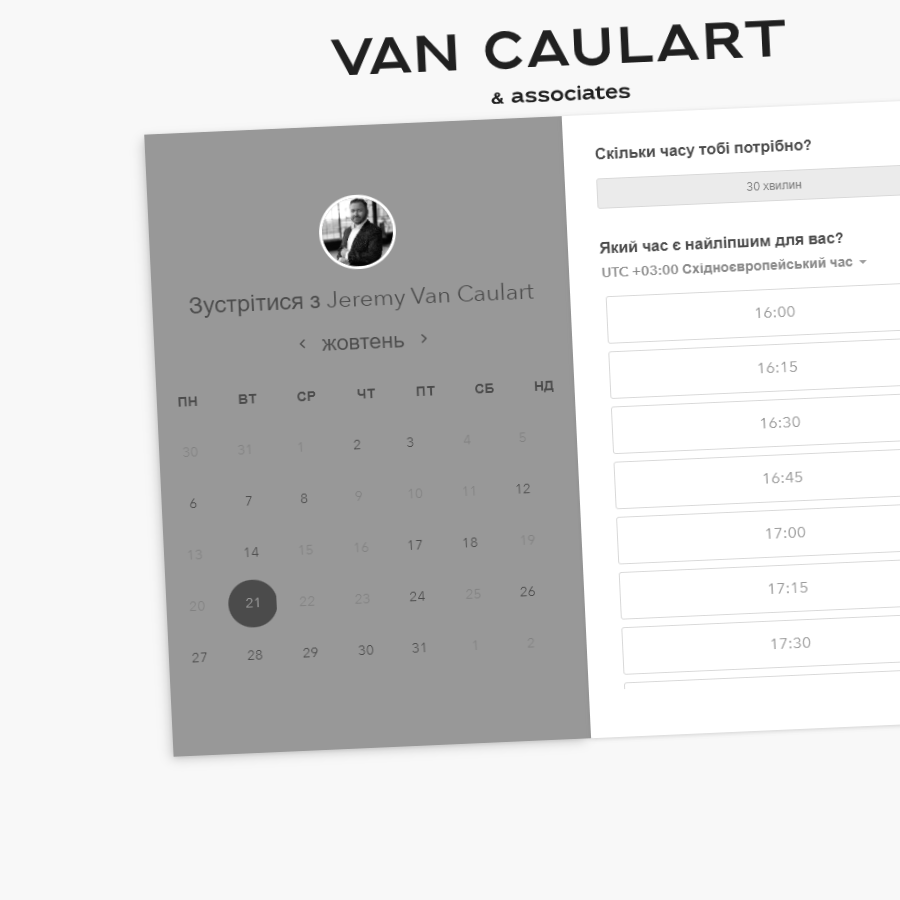 VAN CAULART
& associates
Зустрітися з Jeremy Van Caulart
‹ жовтень ›
ПН ВТ СР ЧТ ПТ СБ НД
30 31 1 2 3 4 5
6 7 8 9 10 11 12
13 14 15 16 17 18 19
20 21 22 23 24 25 26
27 28 29 30 31 1 2
Скільки часу тобі потрібно?
30 хвилин
Який час є найліпшим для вас?
UTC +03:00 Східноєвропейський час
16:00
16:15
16:30
16:45
17:00
17:15
17:30